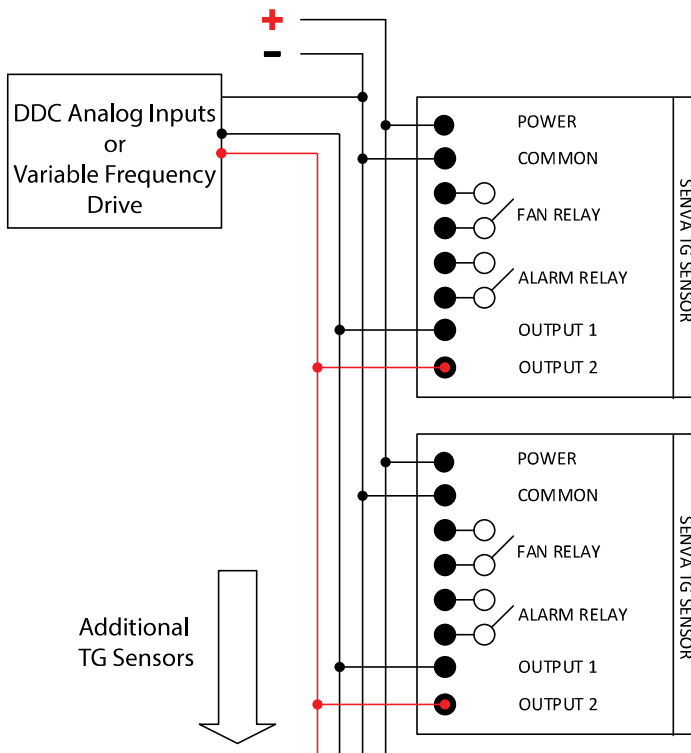 +
-
DDC Analog Inputs
or
Variable Frequency
Drive
POWER
COMMON
FAN RELAY
ALARM RELAY
OUTPUT 1
OUTPUT 2
SENVA TG SENSOR
POWER
COMMON
FAN RELAY
ALARM RELAY
OUTPUT 1
OUTPUT 2
SENVA TG SENSOR
Additional
TG Sensors